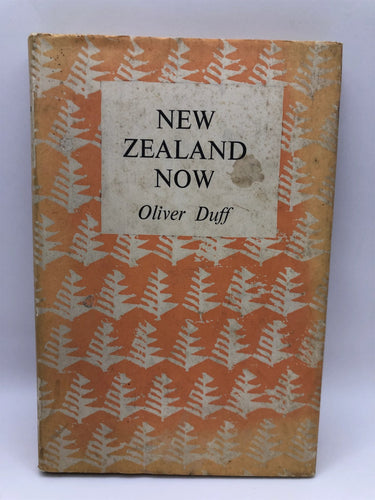 NEW
ZEALAND
NOW
Oliver Duff